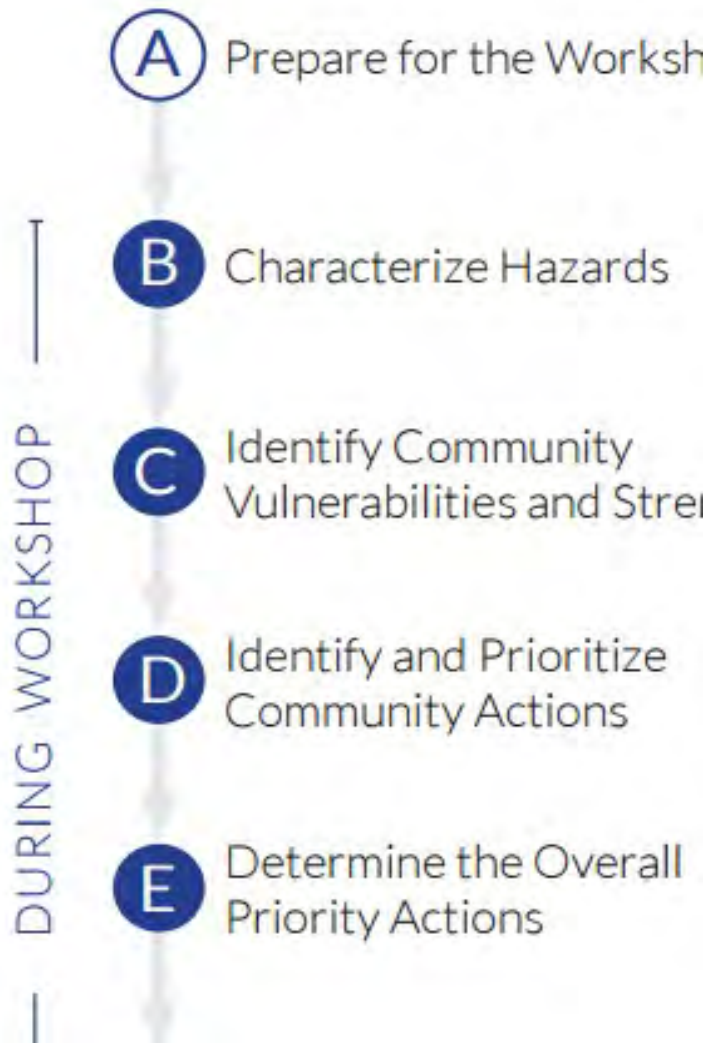 A Prepare for the Worksh
B Characterize Hazards
C Identify Community
Vulnerabilities and Stre
D Identify and Prioritize
Community Actions
E Determine the Overall
Priority Actions
DURING WORKSHOP